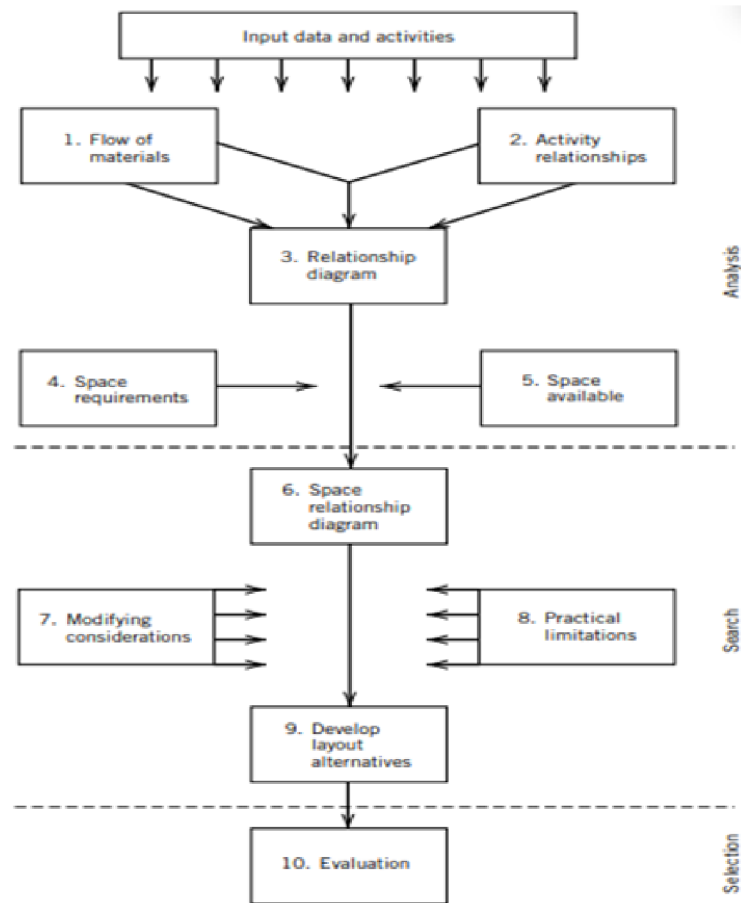 Input data and activities
1. Flow of
materials
2. Activity
relationships
3. Relationship
diagram
Analysis
4. Space
requirements
5. Space
available
6. Space
relationship
diagram
7. Modifying
considerations
8. Practical
limitations
Search
9. Develop
layout
alternatives
10. Evaluation
Selection